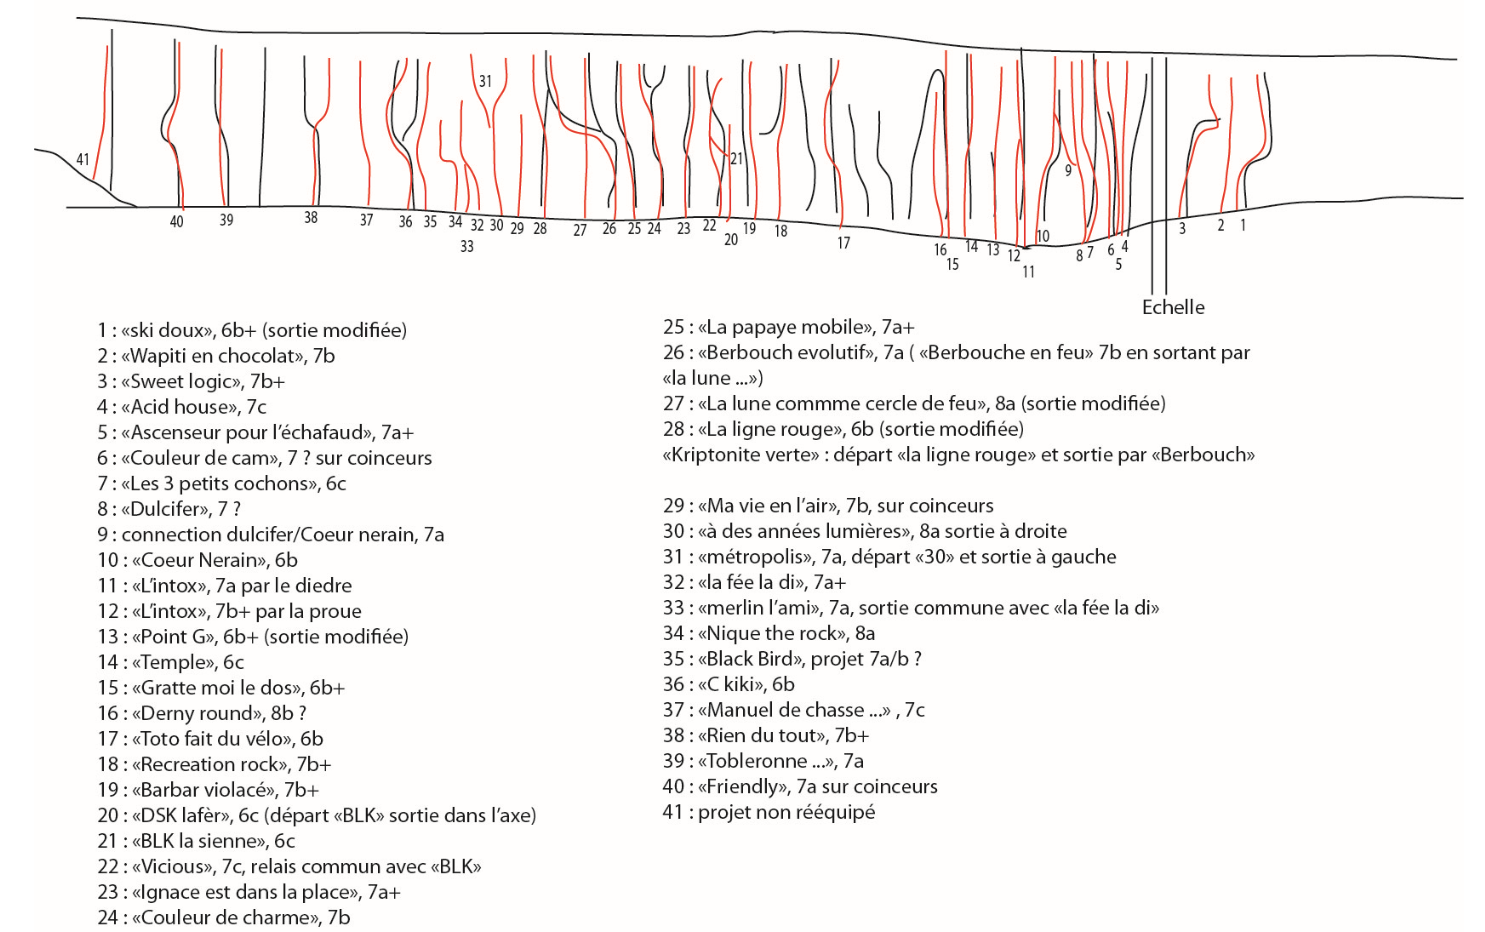 31
41
9
21
40
39
38
37
36
35
34
32
30
29
28
27
26
25
24
23
22
19
18
33
20
17
16
15
14
13
12
11
10
8
7
6
5
4
3
2
1
Echelle
1 : «ski doux», 6b+ (sortie modifiée)
2 : «Wapiti en chocolat», 7b
3 : «Sweet logic», 7b+
4 : «Acid house», 7c
5 : «Ascenseur pour l’échafaud», 7a+
6 : «Couleur de cam», 7 ? sur coinceurs
7 : «Les 3 petits cochons», 6c
8 : «Dulcifer», 7 ?
9 : connection dulcifer/Coeur nerain, 7a
10 : «Coeur Nerain», 6b
11 : «L’intox», 7a par le diedre
12 : «L’intox», 7b+ par la proue
13 : «Point G», 6b+ (sortie modifiée)
14 : «Temple», 6c
15 : «Gratte moi le dos», 6b+
16 : «Derny round», 8b ?
17 : «Toto fait du vélo», 6b
18 : «Recreation rock», 7b+
19 : «Barbar violacé», 7b+
20 : «DSK lafèr», 6c (départ «BLK» sortie dans l’axe)
21 : «BLK la sienne», 6c
22 : «Vicious», 7c, relais commun avec «BLK»
23 : «Ignace est dans la place», 7a+
24 : «Couleur de charme», 7b
25 : «La papaye mobile», 7a+
26 : «Berbouch evolutif», 7a ( «Berbouche en feu» 7b en sortant par
«la lune ...»)
27 : «La lune commme cercle de feu», 8a (sortie modifiée)
28 : «La ligne rouge», 6b (sortie modifiée)
«Kriptonite verte» : départ «la ligne rouge» et sortie par «Berbouch»
29 : «Ma vie en l’air», 7b, sur coinceurs
30 : «à des années lumières», 8a sortie à droite
31 : «métropolis», 7a, départ «30» et sortie à gauche
32 : «la fée la di», 7a+
33 : «merlin l’ami», 7a, sortie commune avec «la fée la di»
34 : «Nique the rock», 8a
35 : «Black Bird», projet 7a/b ?
36 : «C kiki», 6b
37 : «Manuel de chasse ...» , 7c
38 : «Rien du tout», 7b+
39 : «Tobleronne ...», 7a
40 : «Friendly», 7a sur coinceurs
41 : projet non rééquipé